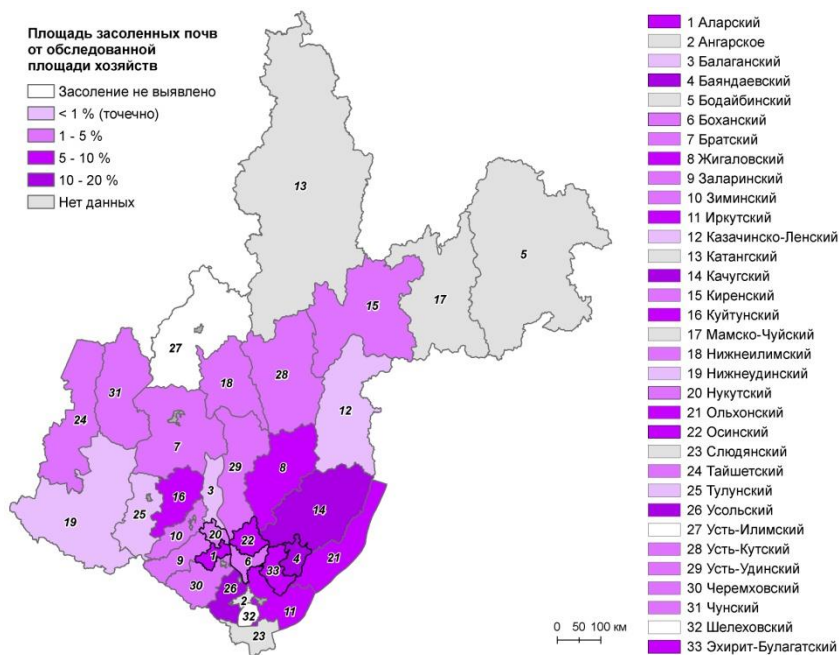 Площадь засоленных почв
от обследованной
площади хозяйств
Засоление не выявлено
< 1 % (точечно)
1 - 5 %
5 - 10 %
10 - 20 %
Нет данных
13
5
17
15
27
28
18
31
24
12
7
29
8
16
3
14
19
25
10
20
22
21
1
6
4
9
33
30
26
2
11
32
23
0 50 100 км
1 Аларский
2 Ангарское
3 Балаганский
4 Баяндаевский
5 Бодайбинский
6 Боханский
7 Братский
8 Жигаловский
9 Заларинский
10 Зиминский
11 Иркутский
12 Казачинско-Ленский
13 Катангский
14 Качугский
15 Киренский
16 Куйтунский
17 Мамско-Чуйский
18 Нижнеилимский
19 Нижнеудинский
20 Нукутский
21 Ольхонский
22 Осинский
23 Слюдянский
24 Тайшетский
25 Тулунский
26 Усольский
27 Усть-Илимский
28 Усть-Кутский
29 Усть-Удинский
30 Черемховский
31 Чунский
32 Шелеховский
33 Эхирит-Булагатский